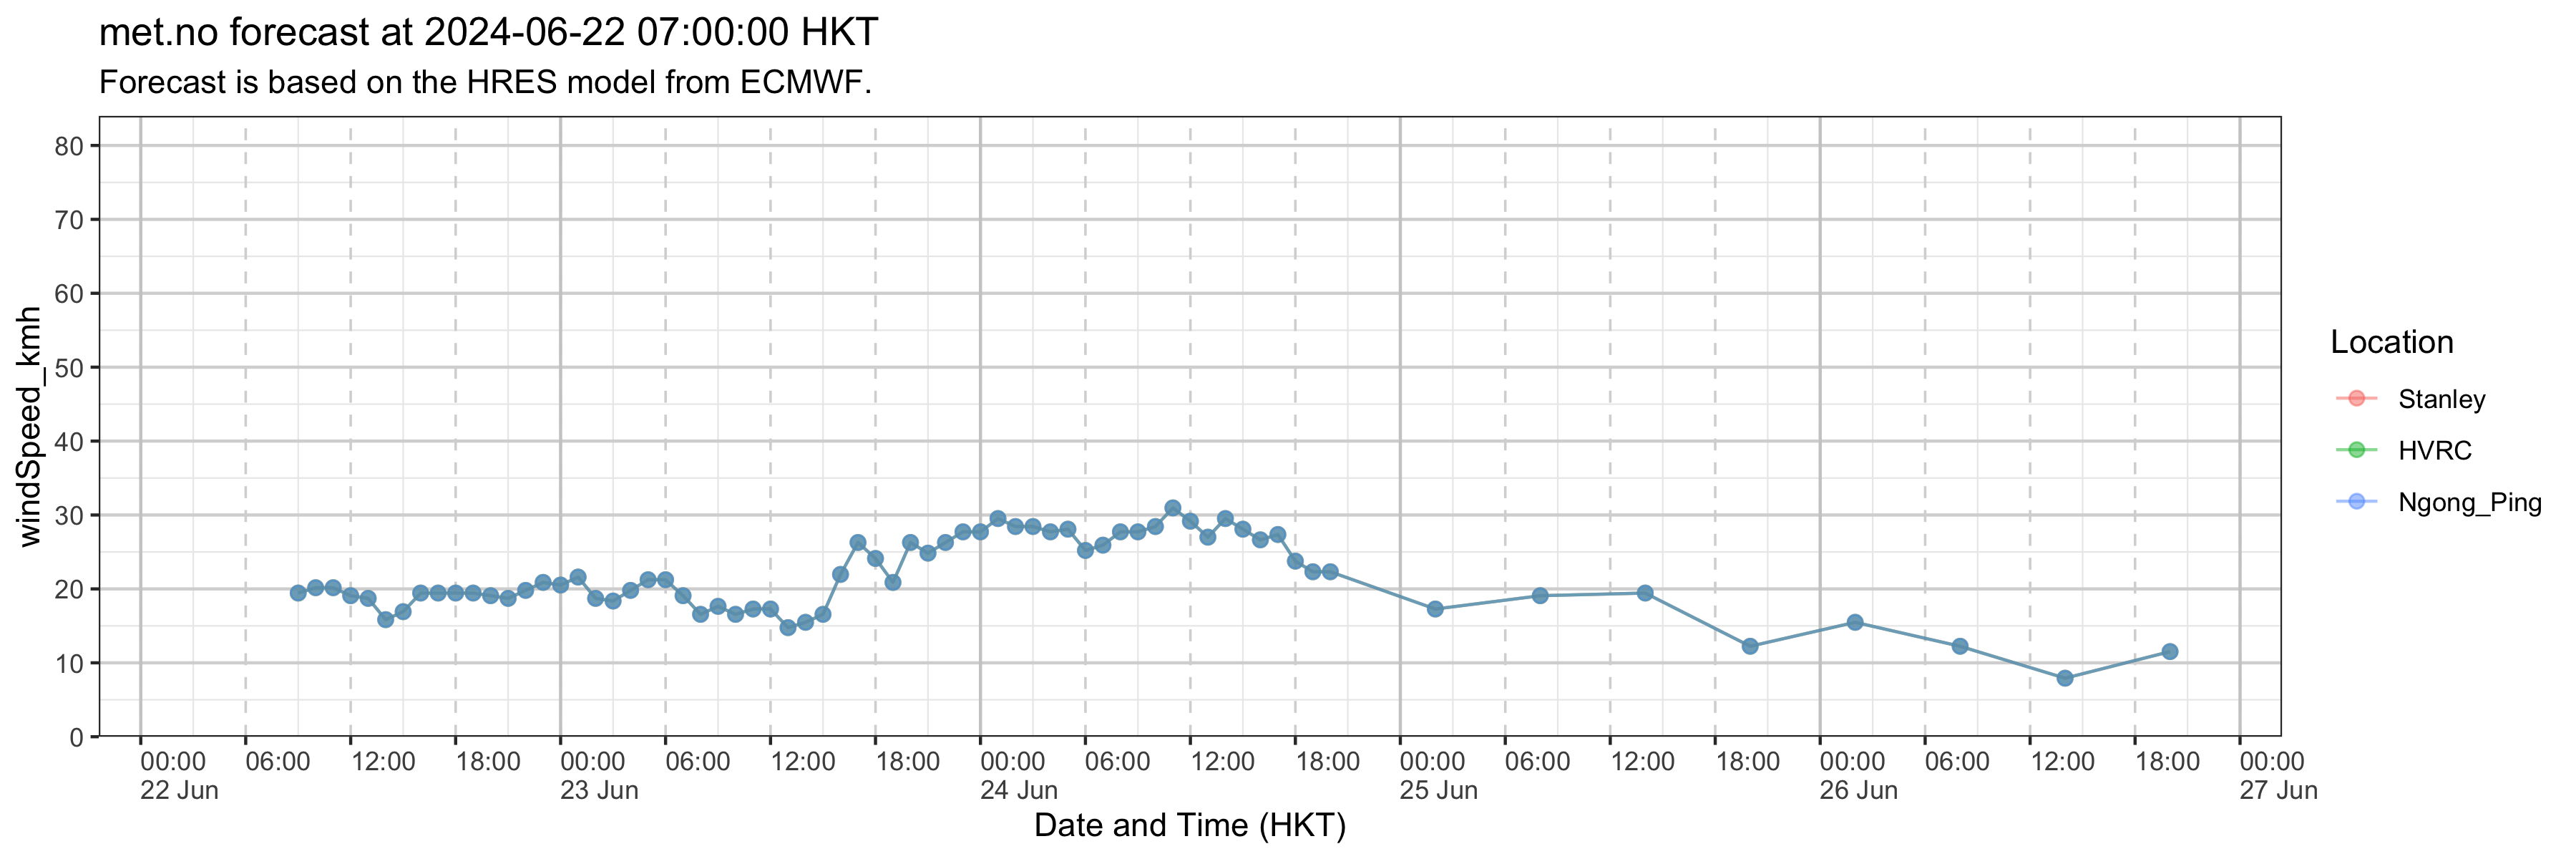 met.no forecast at 2024-06-22 07:00:00 HKT
Forecast is based on the HRES model from ECMWF.
windSpeed_kmh
80
70
60
50
40
30
20
10
0
00:00 06:00 12:00 18:00 00:00 06:00 12:00 18:00 00:00 06:00 12:00 18:00 00:00 06:00 12:00 18:00 00:00 06:00 12:00 18:00 00:00
22 Jun 23 Jun 24 Jun 25 Jun 26 Jun 27 Jun
Date and Time (HKT)
Location
Stanley
HVRC
Ngong_Ping